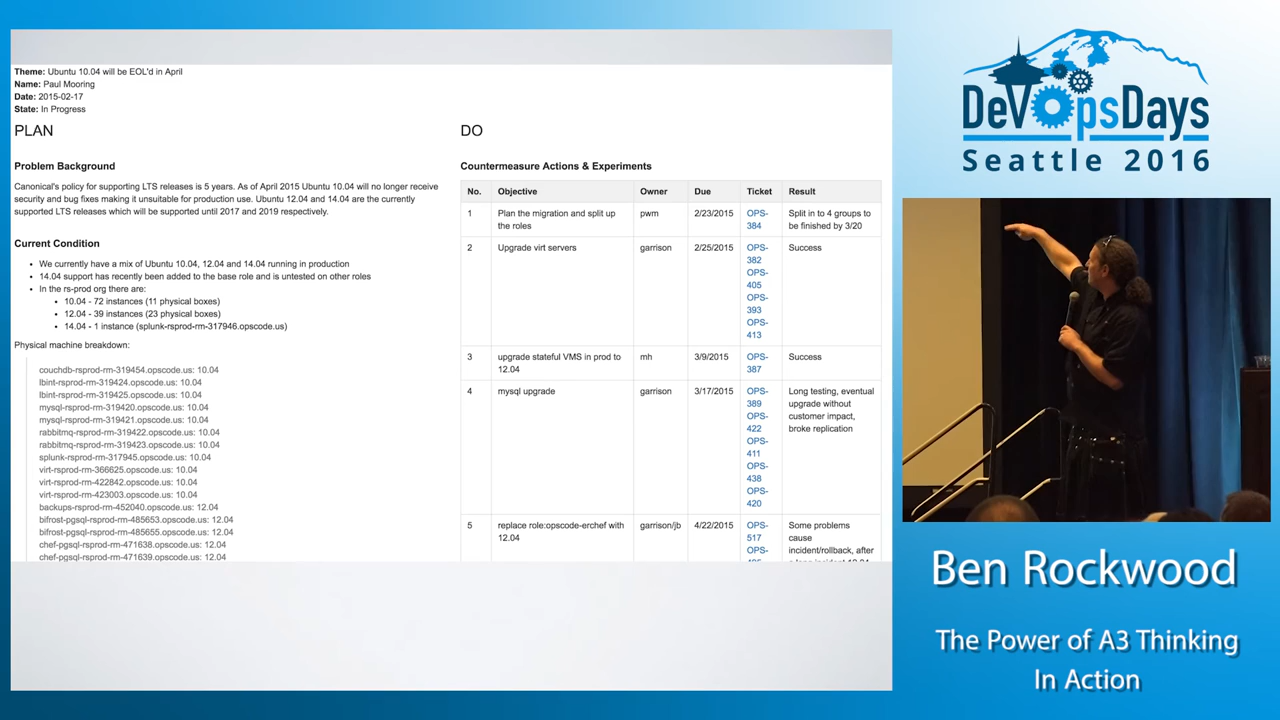 Theme: Ubuntu 10.04 will be EOL'd in April
Name: Paul Mooring
Date: 2015-02-17
State: In Progress
PLAN
Problem Background
Canonical's policy for supporting LTS releases is 5 years. As of April 2015 Ubuntu 10.04 will no longer receive
security and bug fixes making it unsuitable for production use. Ubuntu 12.04 and 14.04 are the currently
supported LTS releases which will be supported until 2017 and 2019 respectively.
Current Condition
• We currently have a mix of Ubuntu 10.04, 12.04 and 14.04 running in production
• 14.04 support has recently been added to the base role and is untested on other roles
• In the rs-prod org there are:
• 10.04 - 72 instances (11 physical boxes)
• 12.04 - 39 instances (23 physical boxes)
• 14.04 - 1 instance (splunk-rsprod-rm-317946.opscode.us)
Physical machine breakdown:
couchdb-rsprod-rm-319454.opscode.us: 10.04
lbint-rsprod-rm-319424.opscode.us: 10.04
lbint-rsprod-rm-319425.opscode.us: 10.04
mysql-rsprod-rm-319420.opscode.us: 10.04
mysql-rsprod-rm-319421.opscode.us: 10.04
rabbitmq-rsprod-rm-319422.opscode.us: 10.04
rabbitmq-rsprod-rm-319423.opscode.us: 10.04
splunk-rsprod-rm-317945.opscode.us: 10.04
virt-rsprod-rm-366625.opscode.us: 10.04
virt-rsprod-rm-422842.opscode.us: 10.04
virt-rsprod-rm-423003.opscode.us: 10.04
backups-rsprod-rm-452040.opscode.us: 12.04
bifrost-pgsql-rsprod-rm-485653.opscode.us: 12.04
bifrost-pgsql-rsprod-rm-485655.opscode.us: 12.04
chef-pgsql-rsprod-rm-471638.opscode.us: 12.04
chef-pgsql-rsprod-rm-471639.opscode.us: 12.04
DO
Countermeasure Actions & Experiments
No. Objective Owner Due Ticket Result
1 Plan the migration and split up pwm 2/23/2015 OPS- Split in to 4 groups to
the roles 384 be finished by 3/20
2 Upgrade virt servers garrison 2/25/2015 OPS- Success
382
OPS-
405
OPS-
393
OPS-
413
3 upgrade stateful VMS in prod to mh 3/9/2015 OPS- Success
12.04 387
4 mysql upgrade garrison 3/17/2015 OPS- Long testing, eventual
389 upgrade without
OPS- customer impact,
422 broke replication
OPS-
411
OPS-
438
OPS-
420
5 replace role:opscode-erchef with garrison/jb 4/22/2015 OPS- Some problems
12.04 517 cause
OPS- incident/rollback, after
DevOpsDays
Seattle 2016
Ben Rockwood
The Power of A3 Thinking
In Action